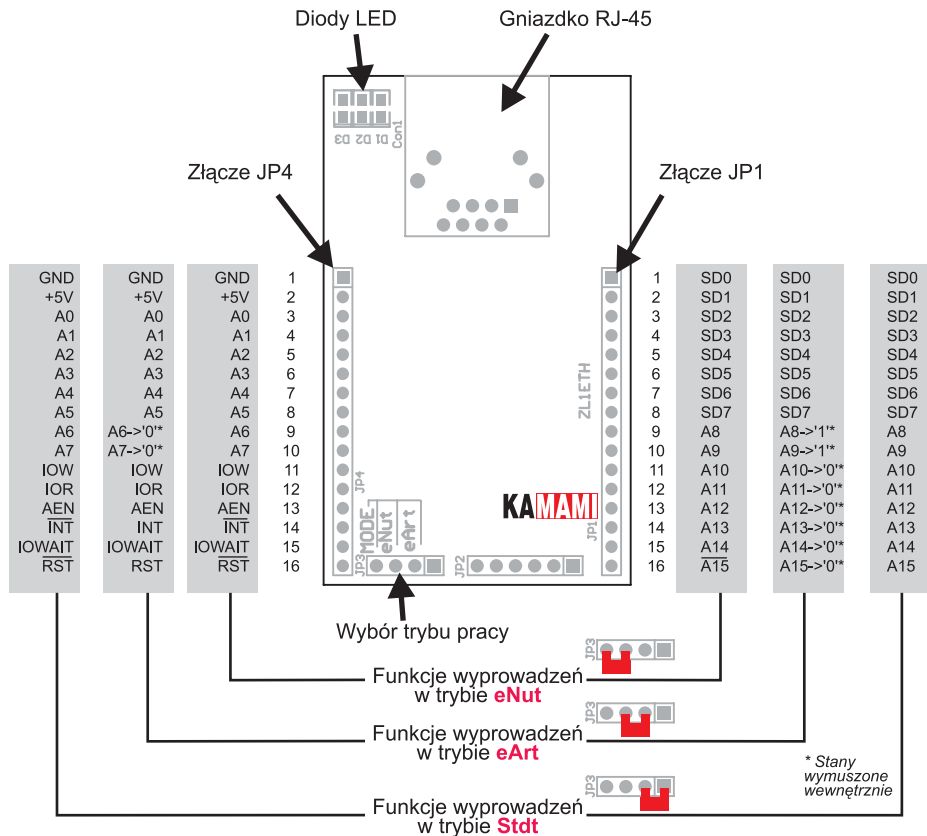 Diody LED
Gniazdko RJ-45
D3 D2 D1
Con1
Złącze JP4
Złącze JP1
GND GND GND 1 1 SD0 SD0 SD0
+5V +5V +5V 2 2 SD1 SD1 SD1
A0 A0 A0 3 3 SD2 SD2 SD2
A1 A1 A1 4 4 SD3 SD3 SD3
A2 A2 A2 5 5 SD4 SD4 SD4
A3 A3 A3 6 6 SD5 SD5 SD5
A4 A4 A4 7 7 SD6 SD6 SD6
A5 A5 A5 8 8 SD7 SD7 SD7
A6 A6->'0'* A6 9 9 A8 A8->'1'* A8
A7 A7->'0'* A7 10 10 A9 A9->'1'* A9
IOW IOW IOW 11 11 A10 A10->'0'* A10
IOR IOR IOR 12 12 A11 A11->'0'* A11
AEN AEN AEN 13 13 A12 A12->'0'* A12
INT INT INT 14 14 A13 A13->'0'* A13
IOWAIT IOWAIT IOWAIT 15 15 A14 A14->'0'* A14
RST RST RST 16 16 A15 A15->'0'* A15
ZL1ETH
KAMAMI
JP4
JP1
MODE
eNut
eArt
JP3
JP2
Wybór trybu pracy
JP3
Funkcje wyprowadzeń
w trybie eNut
JP3
Funkcje wyprowadzeń
w trybie eArt
* Stany
wymuszone
wewnętrznie
JP3
Funkcje wyprowadzeń
w trybie Stdt